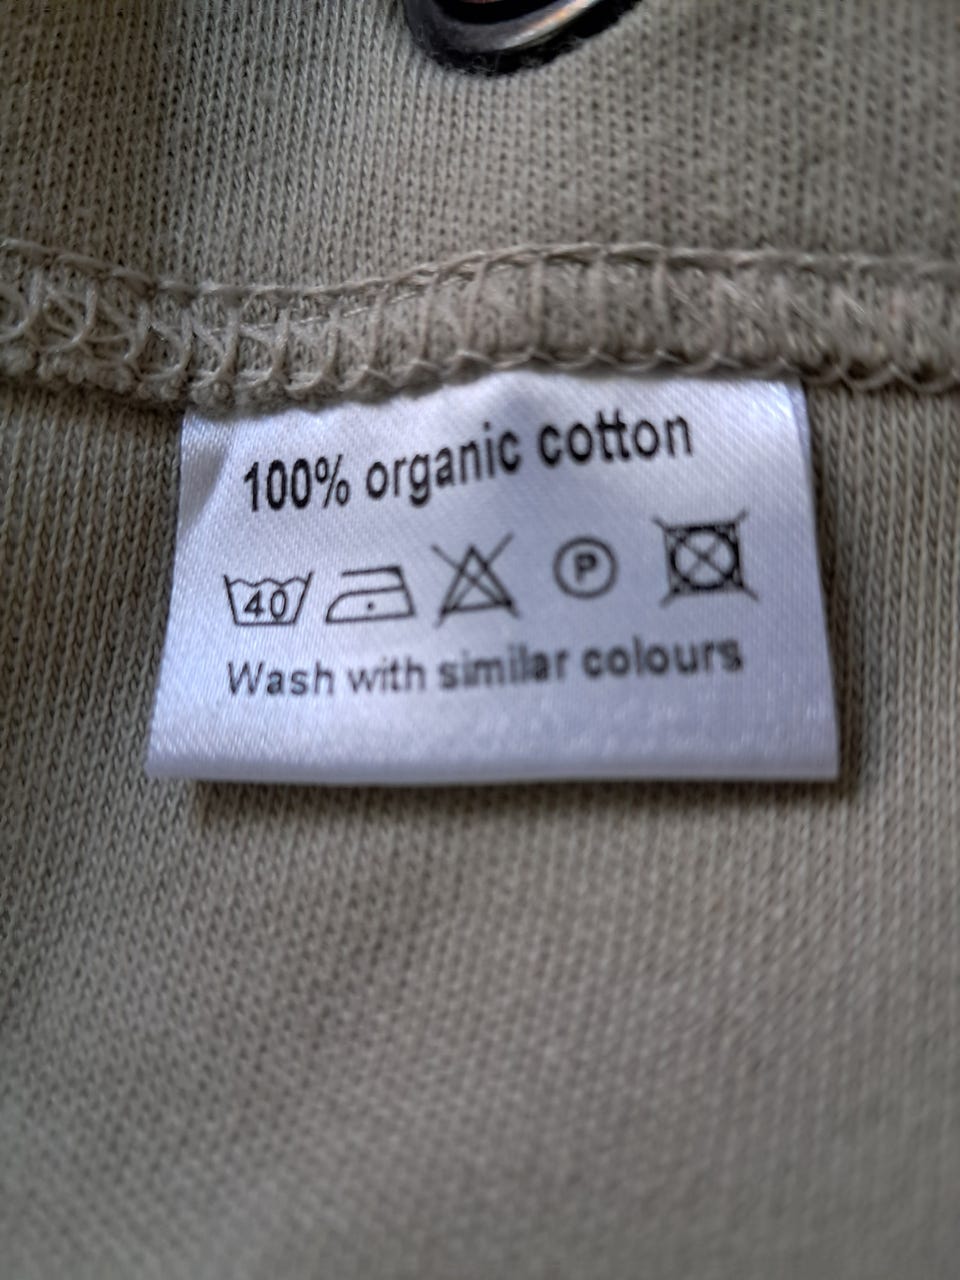 100% organic cotton
40 P
Wash with similar colours